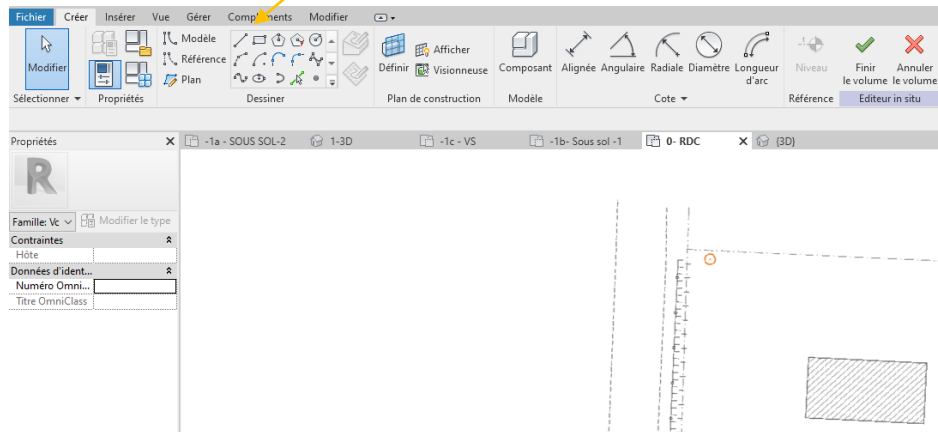 Fichier Créer Insérer Vue Gérer Compléments Modifier
Modèle
Référence
Plan
Modifier
Afficher
Définir Visionneuse
Composant Alignée Angulaire Radiale Diamètre Longueur d'arc
Niveau
Finir le volume
Annuler le volume
Sélectionner Propriétés Dessiner Plan de construction Modèle Cote Référence Editeur in situ
Propriétés X -1a - SOUS SOL-2 1-3D -1c - VS -1b- Sous sol -1 0- RDC X {3D}
R
Famille: Vc Modifier le type
Contraintes
Hôte
Données d'ident...
Numéro Omni...
Titre OmniClass